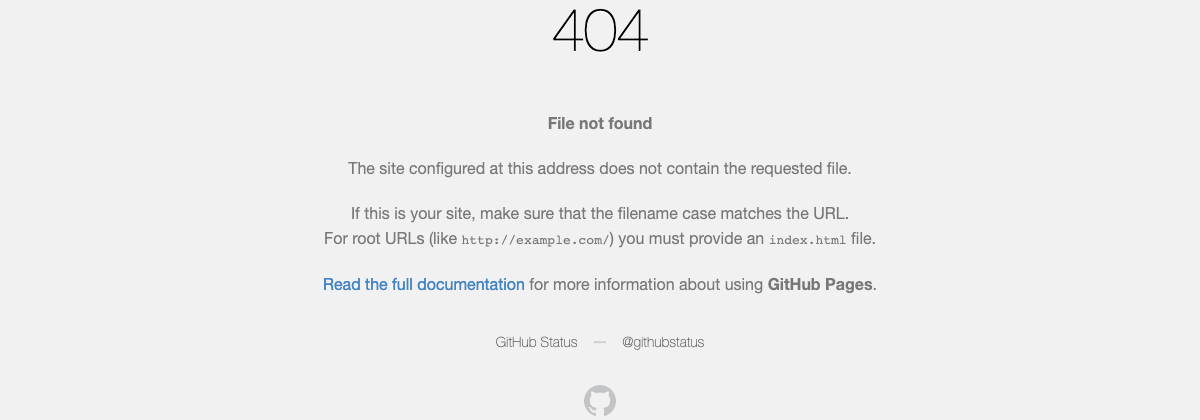 404
File not found
The site configured at this address does not contain the requested file.
If this is your site, make sure that the filename case matches the URL.
For root URLs (like http://example.com/) you must provide an index.html file.
Read the full documentation for more information about using GitHub Pages.
GitHub Status — @githubstatus